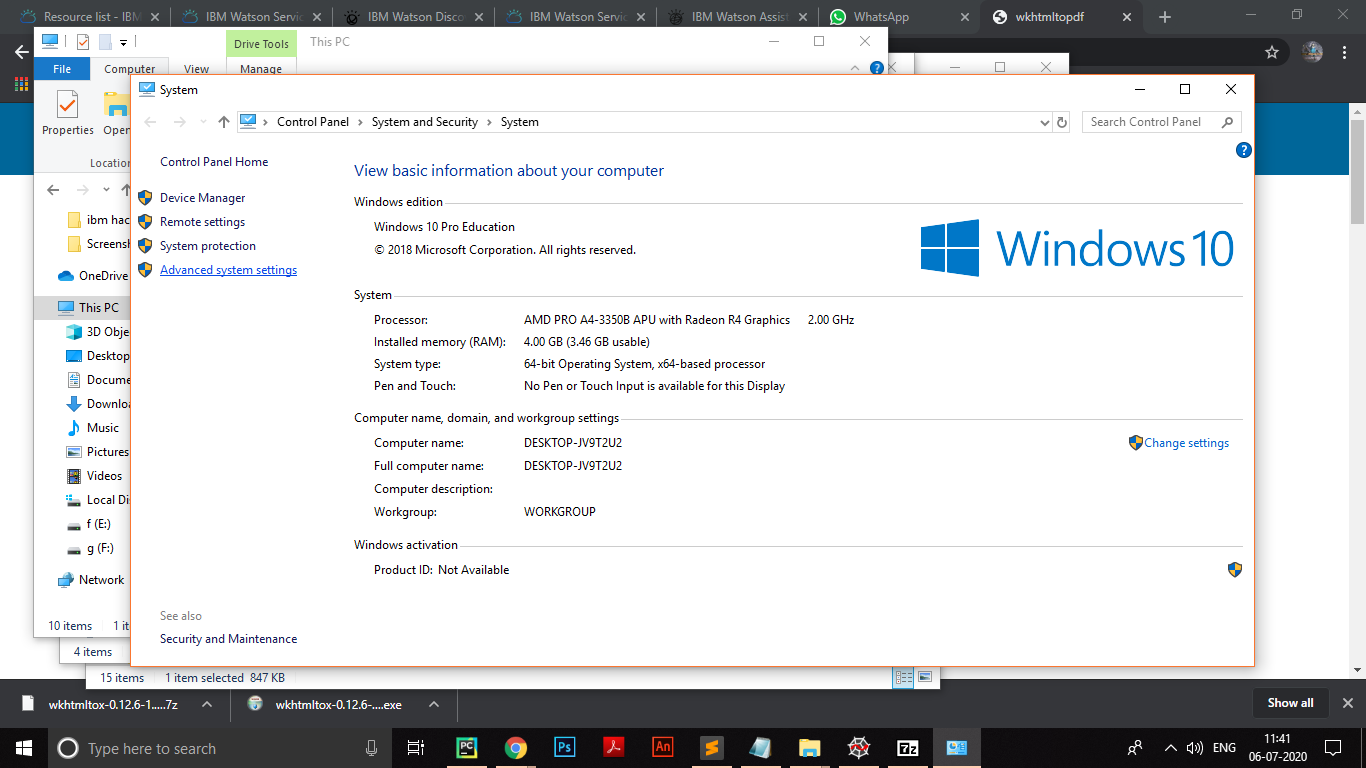 Resource list - IBM
IBM Watson Servic
IBM Watson Disco
IBM Watson Servic
IBM Watson Assist
WhatsApp
wkhtmltopdf
Drive Tools
This PC
File
Computer
View
Manage
Properties
Open
Location
System
Control Panel
System and Security
System
Search Control Panel
Control Panel Home
Device Manager
Remote settings
System protection
Advanced system settings
See also
Security and Maintenance
View basic information about your computer
Windows edition
Windows 10 Pro Education
© 2018 Microsoft Corporation. All rights reserved.
Windows 10
System
Processor: AMD PRO A4-3350B APU with Radeon R4 Graphics 2.00 GHz
Installed memory (RAM): 4.00 GB (3.46 GB usable)
System type: 64-bit Operating System, x64-based processor
Pen and Touch: No Pen or Touch Input is available for this Display
Computer name, domain, and workgroup settings
Computer name: DESKTOP-JV9T2U2
Change settings
Full computer name: DESKTOP-JV9T2U2
Computer description:
Workgroup: WORKGROUP
Windows activation
Product ID: Not Available
ibm hac
Screensh
OneDrive
This PC
3D Obje
Desktop
Docume
Downloa
Music
Pictures
Videos
Local Di
f (E:)
g (F:)
Network
10 items 1 it
4 items
15 items 1 item selected 847 KB
wkhtmltox-0.12.6-1.....7z
wkhtmltox-0.12.6-....exe
Show all
Type here to search
PC
Ps
An
7z
ENG
11:41
06-07-2020